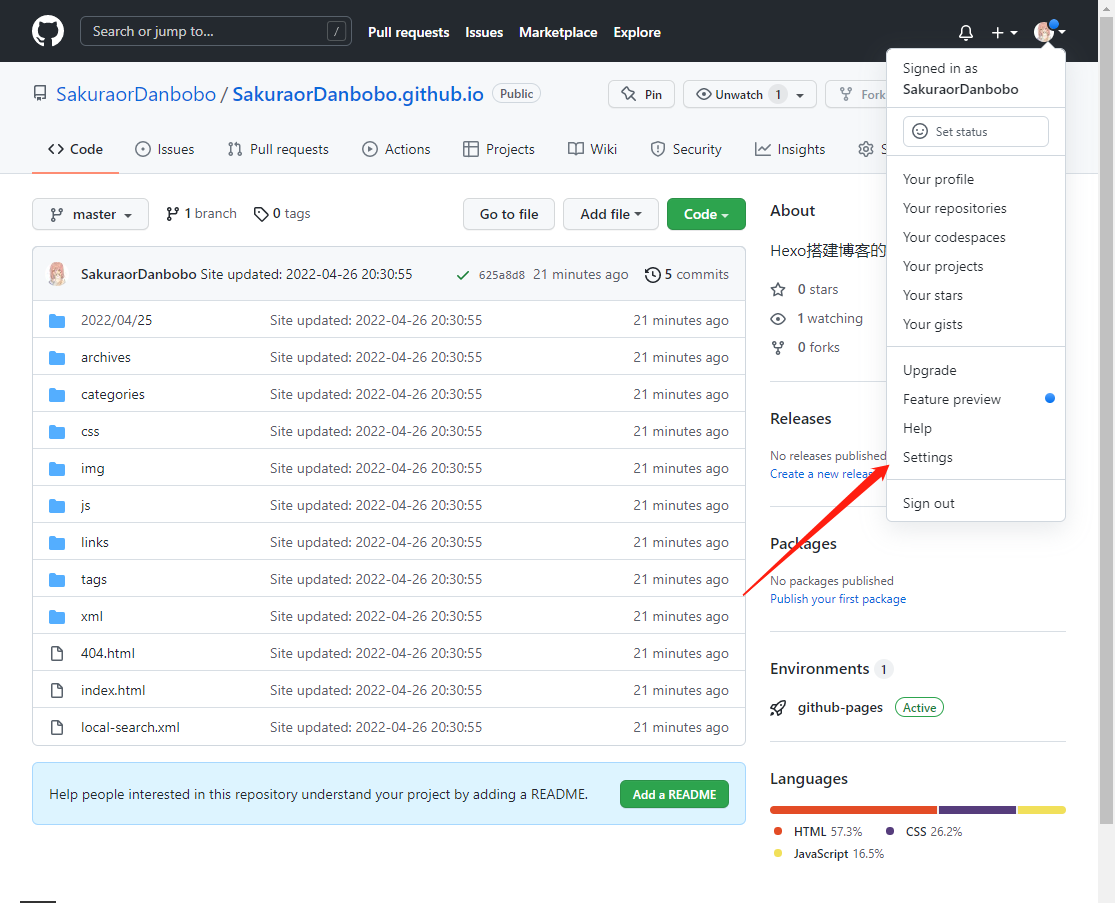 Search or jump to... /
Pull requests Issues Marketplace Explore
Signed in as
SakuraorDanbobo
Set status
Your profile
Your repositories
Your codespaces
Your projects
Your stars
Your gists
Upgrade
Feature preview
Help
Settings
Sign out
SakuraorDanbobo / SakuraorDanbobo.github.io Public
Pin Unwatch 1 Fork
Code Issues Pull requests Actions Projects Wiki Security Insights S
master 1 branch 0 tags Go to file Add file Code
SakuraorDanbobo Site updated: 2022-04-26 20:30:55 625a8d8 21 minutes ago 5 commits
2022/04/25 Site updated: 2022-04-26 20:30:55 21 minutes ago
archives Site updated: 2022-04-26 20:30:55 21 minutes ago
categories Site updated: 2022-04-26 20:30:55 21 minutes ago
css Site updated: 2022-04-26 20:30:55 21 minutes ago
img Site updated: 2022-04-26 20:30:55 21 minutes ago
js Site updated: 2022-04-26 20:30:55 21 minutes ago
links Site updated: 2022-04-26 20:30:55 21 minutes ago
tags Site updated: 2022-04-26 20:30:55 21 minutes ago
xml Site updated: 2022-04-26 20:30:55 21 minutes ago
404.html Site updated: 2022-04-26 20:30:55 21 minutes ago
index.html Site updated: 2022-04-26 20:30:55 21 minutes ago
local-search.xml Site updated: 2022-04-26 20:30:55 21 minutes ago
Help people interested in this repository understand your project by adding a README. Add a README
About
Hexo搭建博客的
0 stars
1 watching
0 forks
Releases
No releases published
Create a new relea
Packages
No packages published
Publish your first package
Environments 1
github-pages Active
Languages
HTML 57.3% CSS 26.2%
JavaScript 16.5%